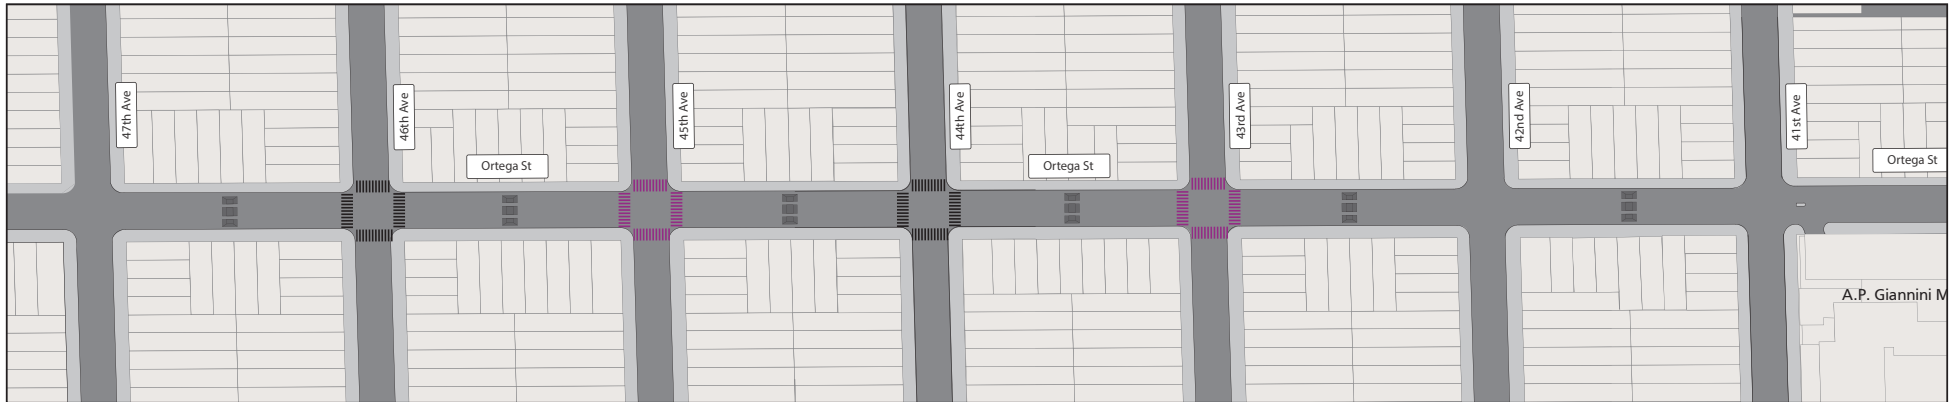 47th Ave
46th Ave
45th Ave
44th Ave
43rd Ave
42nd Ave
41st Ave
Ortega St
Ortega St
Ortega St
A.P. Giannini M